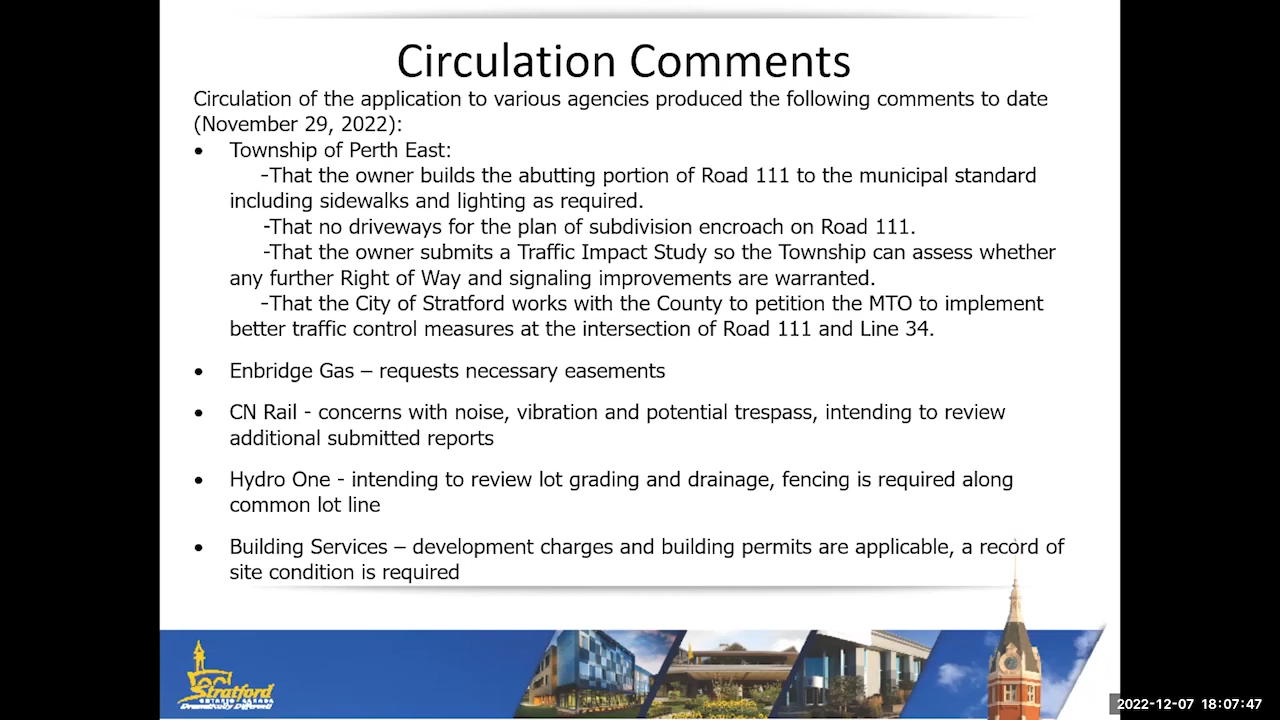 Circulation Comments
Circulation of the application to various agencies produced the following comments to date
(November 29, 2022):
• Township of Perth East:
-That the owner builds the abutting portion of Road 111 to the municipal standard
including sidewalks and lighting as required.
-That no driveways for the plan of subdivision encroach on Road 111.
-That the owner submits a Traffic Impact Study so the Township can assess whether
any further Right of Way and signaling improvements are warranted.
-That the City of Stratford works with the County to petition the MTO to implement
better traffic control measures at the intersection of Road 111 and Line 34.
• Enbridge Gas – requests necessary easements
• CN Rail - concerns with noise, vibration and potential trespass, intending to review
additional submitted reports
• Hydro One - intending to review lot grading and drainage, fencing is required along
common lot line
• Building Services – development charges and building permits are applicable, a record of
site condition is required
Stratford
ONTARIO CANADA
Dramatically Different
2022-12-07 18:07:47